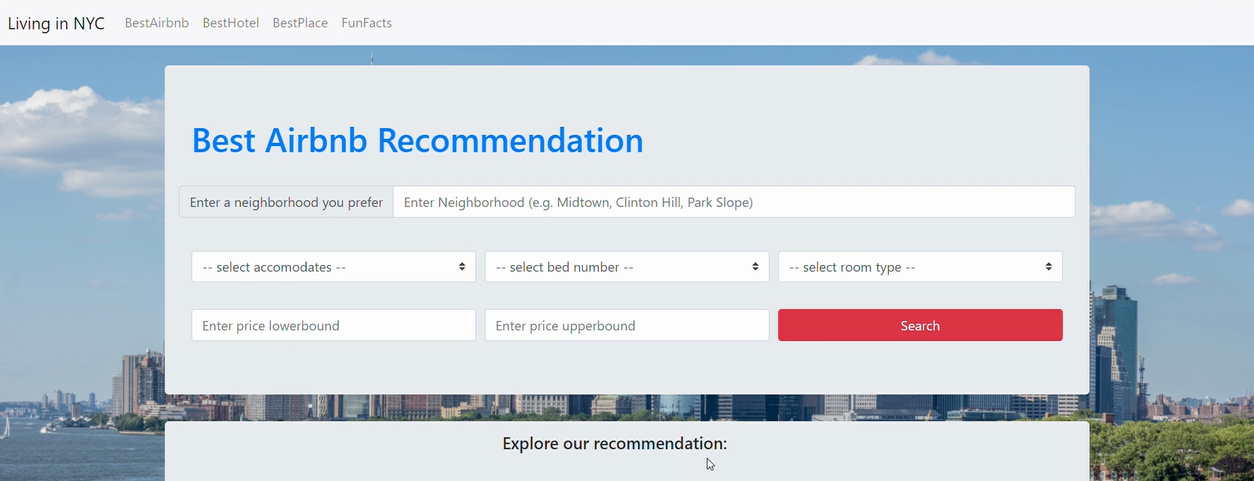 Living in NYC BestAirbnb BestHotel BestPlace FunFacts
Best Airbnb Recommendation
Enter a neighborhood you prefer Enter Neighborhood (e.g. Midtown, Clinton Hill, Park Slope)
-- select accomodates -- -- select bed number -- -- select room type --
Enter price lowerbound Enter price upperbound Search
Explore our recommendation: